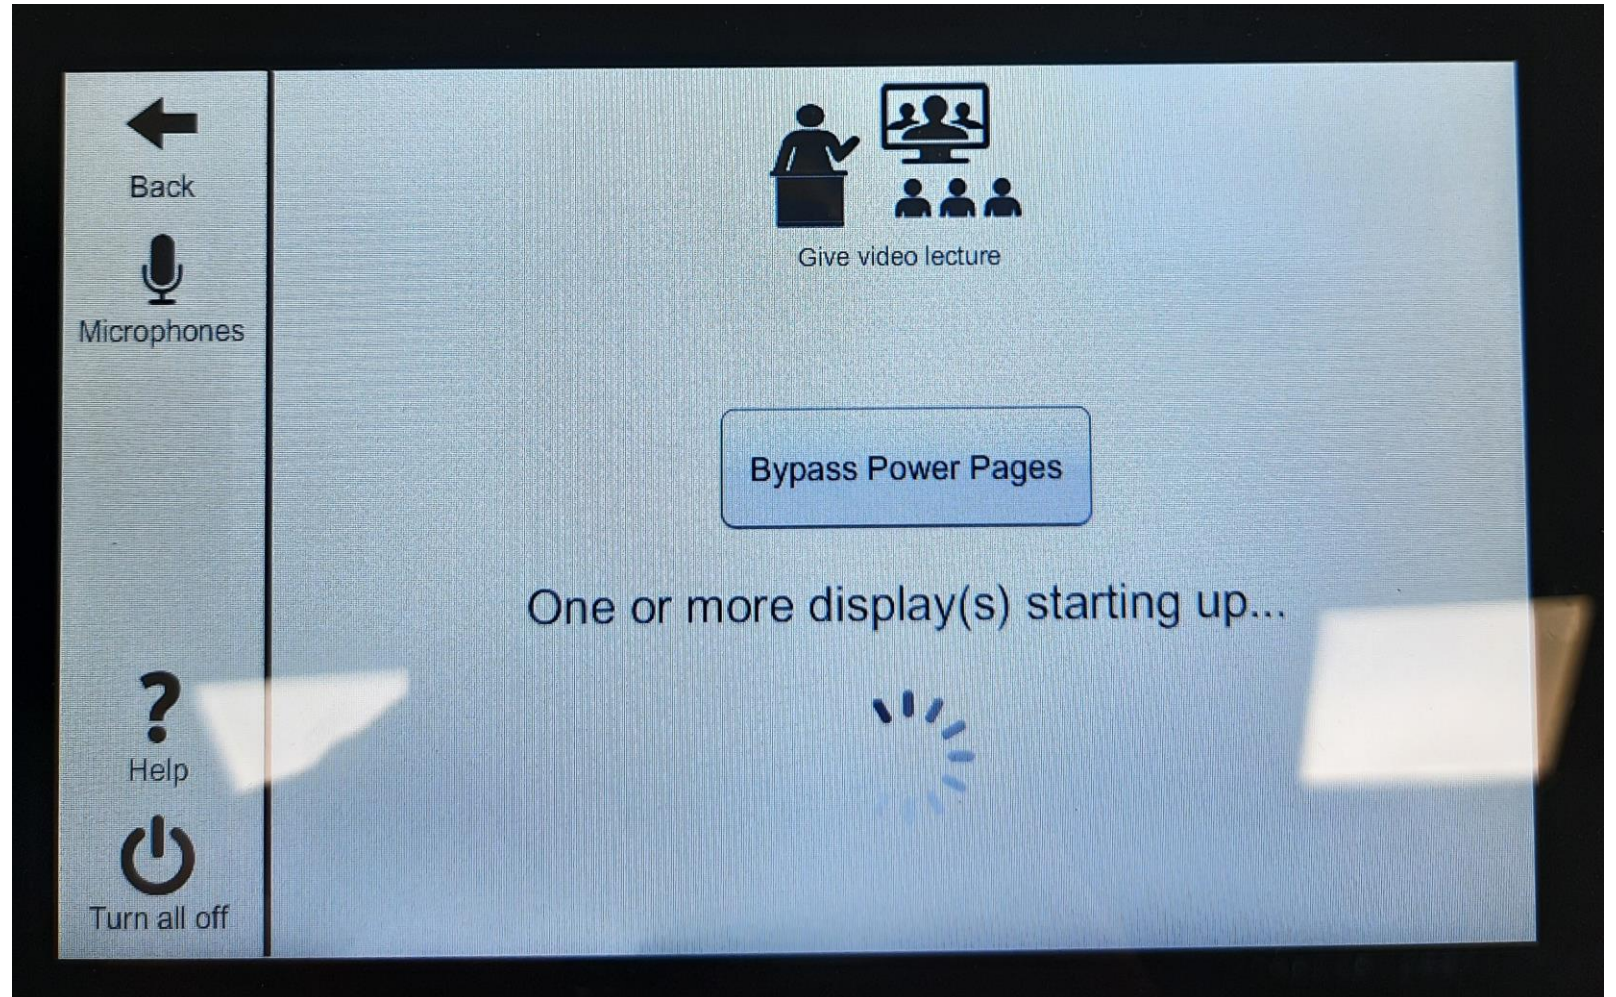 Back
Microphones
Help
Turn all off
Give video lecture
Bypass Power Pages
One or more display(s) starting up...